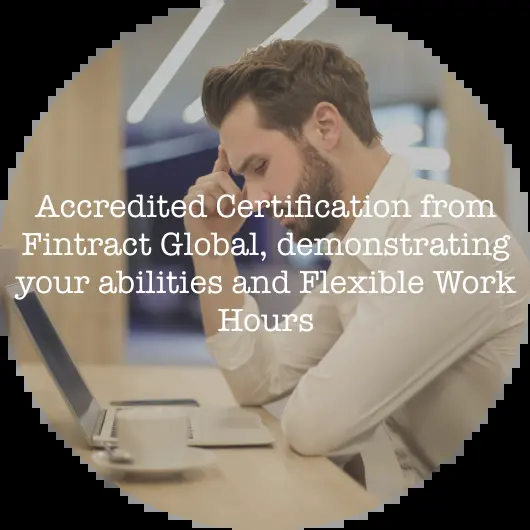 Accredited Certification from
Fintract Global, demonstrating
your abilities and Flexible Work
Hours